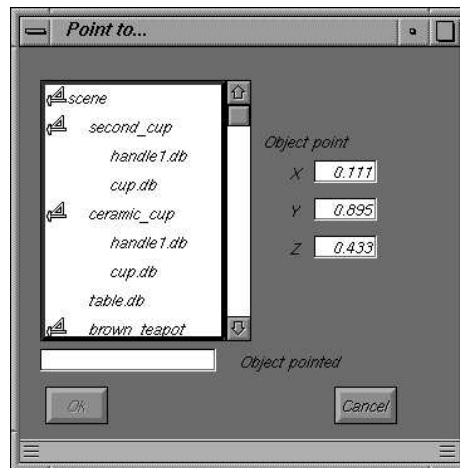 Point to...
scene
second_cup
handle1.db
cup.db
ceramic_cup
handle1.db
cup.db
table.db
brown_teapot
Object point
X 0.111
Y 0.895
Z 0.433
Object pointed
Ok Cancel